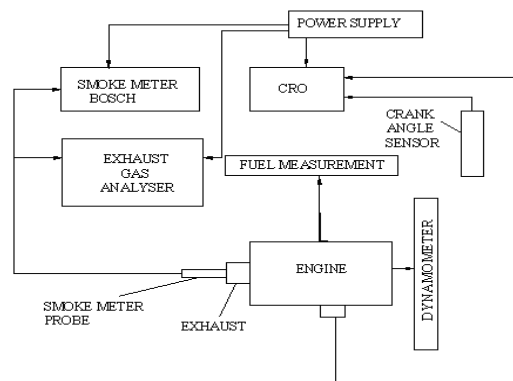 POWER SUPPLY
SMOKE METER
BOSCH
CRO
CRANK
ANGLE
SENSOR
EXHAUST
GAS
ANALYSER
FUEL MEASUREMENT
ENGINE
DYNAMOMETER
SMOKE METER
PROBE
EXHAUST